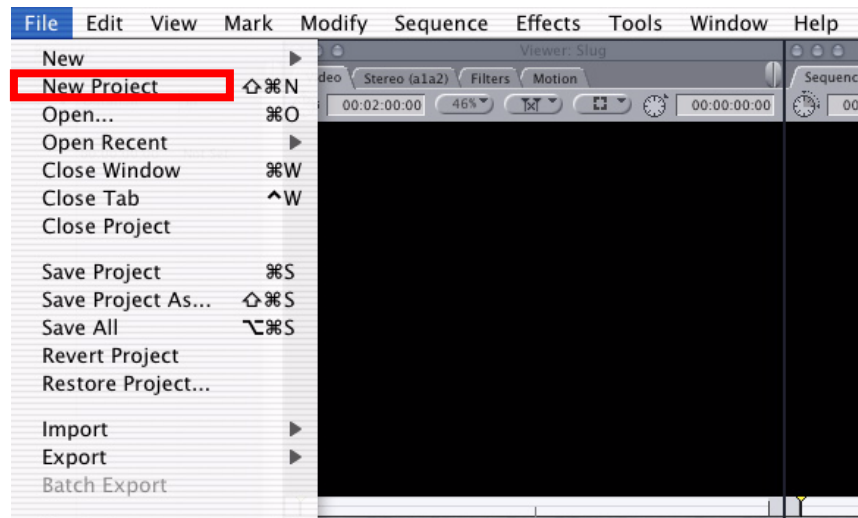 File Edit View Mark Modify Sequence Effects Tools Window Help
New
New Project ⇧⌘N
Open... ⌘O
Open Recent
Close Window ⌘W
Close Tab ^W
Close Project
Save Project ⌘S
Save Project As... ⇧⌘S
Save All ⌥⌘S
Revert Project
Restore Project...
Import
Export
Batch Export
Viewer: Slug
deo Stereo (a1a2) Filters Motion
00:02:00:00 46% 00:00:00:00
Sequenc
00